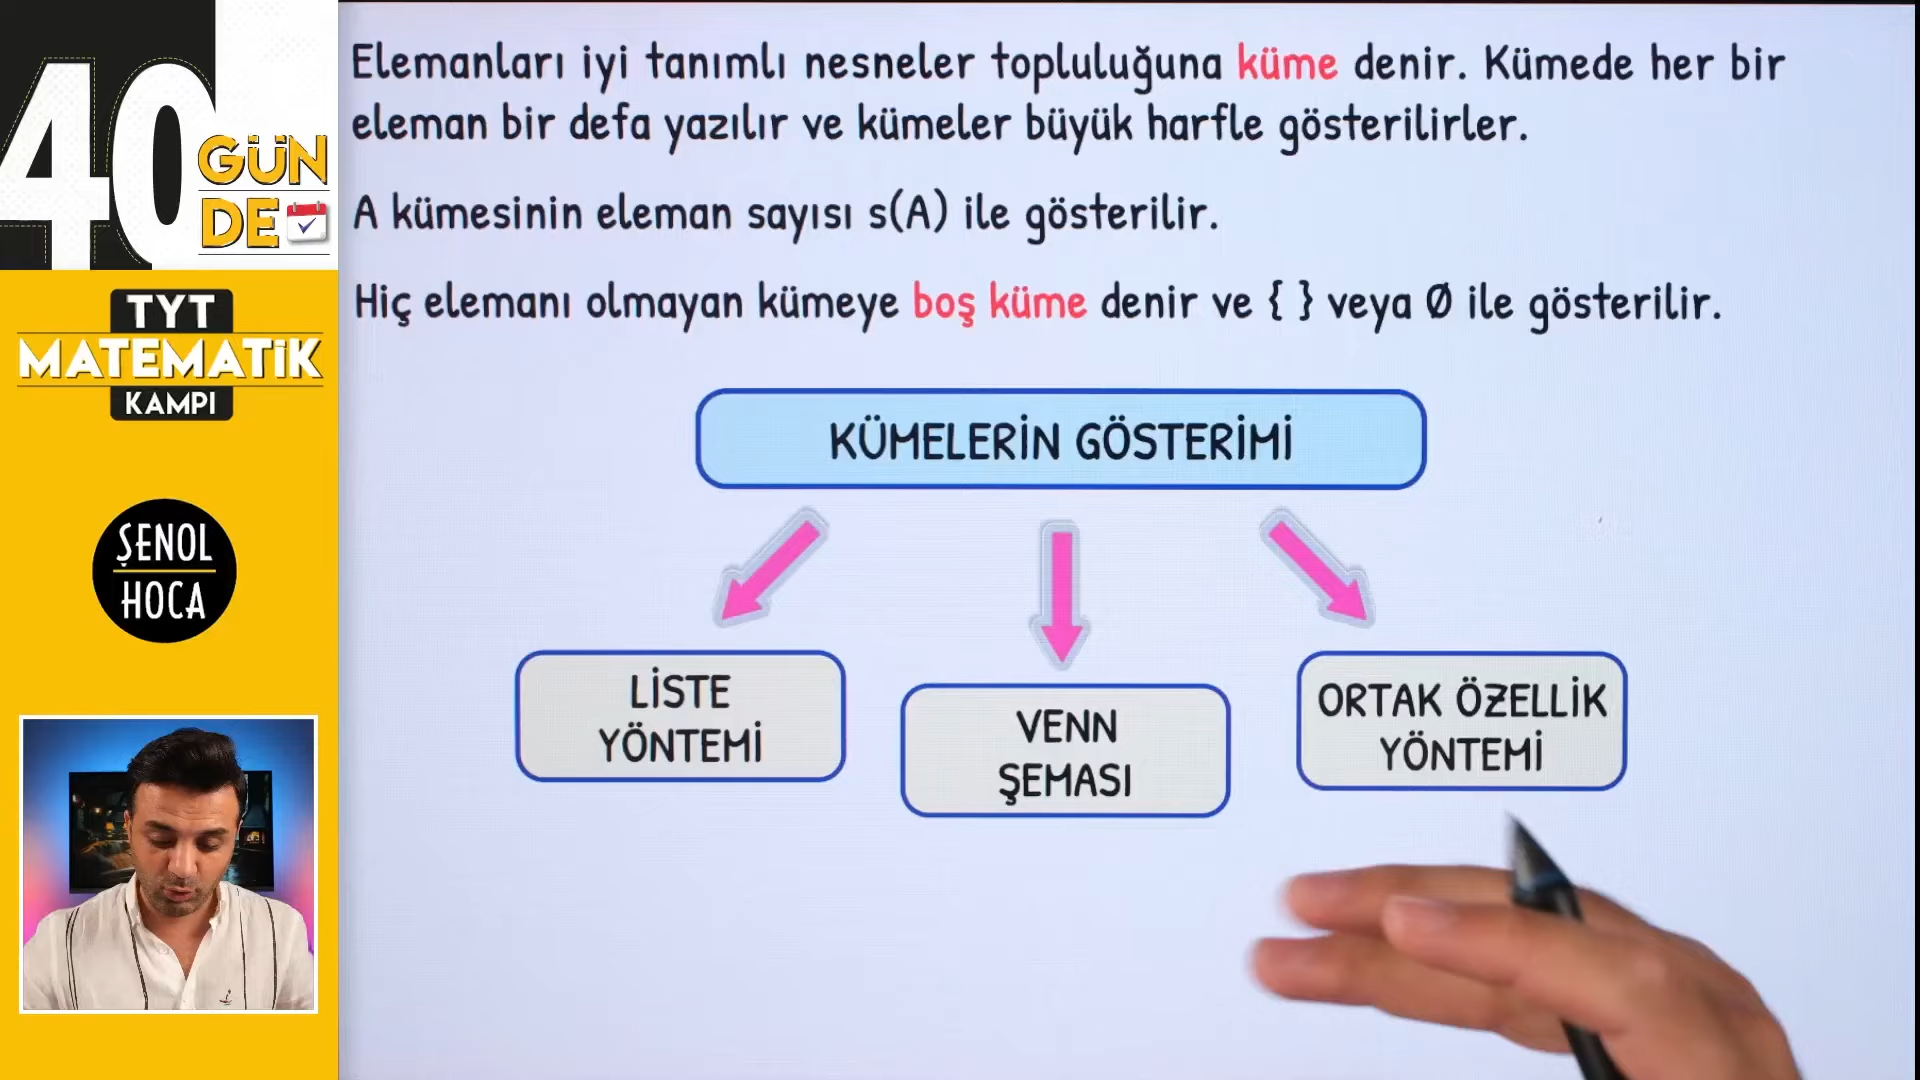 40
GÜN
DE
TYT
MATEMATİK
KAMPI
ŞENOL
HOCA
Elemanları iyi tanımlı nesneler topluluğuna küme denir. Kümede her bir
eleman bir defa yazılır ve kümeler büyük harfle gösterilirler.
A kümesinin eleman sayısı s(A) ile gösterilir.
Hiç elemanı olmayan kümeye boş küme denir ve { } veya Ø ile gösterilir.
KÜMELERİN GÖSTERİMİ
LİSTE
YÖNTEMİ
VENN
ŞEMASI
ORTAK ÖZELLİK
YÖNTEMİ